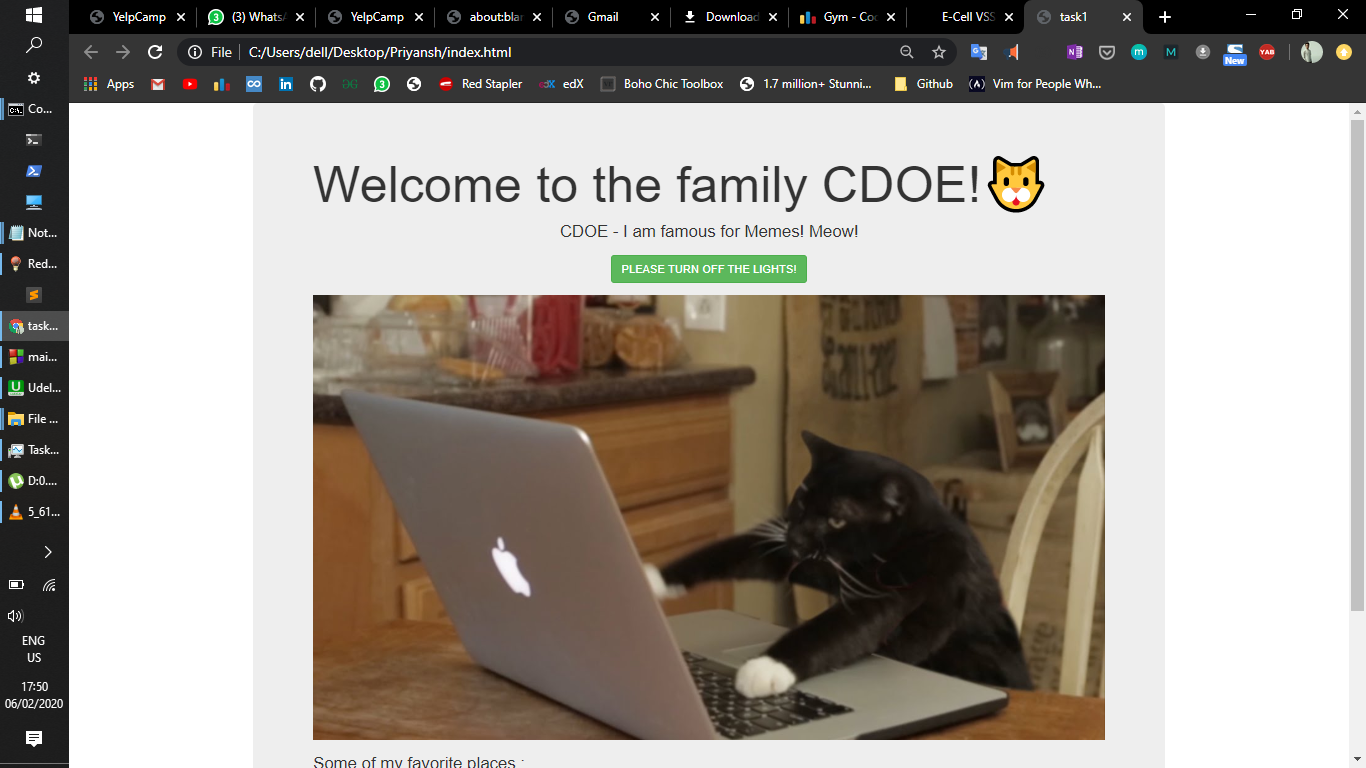 YelpCamp
(3) Whats
YelpCamp
about:bla
Gmail
Download
Gym - Co
E-Cell VSS
task1
File
C:/Users/dell/Desktop/Priyansh/index.html
New
YAB
Apps
3
Red Stapler
edX
Boho Chic Toolbox
1.7 million+ Stunni...
Github
Vim for People Wh...
Co...
Not...
Red...
task...
mai...
Udel...
File ...
Task...
D:0....
5_61...
ENG
US
17:50
06/02/2020
Welcome to the family CDOE!
CDOE - I am famous for Memes! Meow!
PLEASE TURN OFF THE LIGHTS!
Some of my favorite places :